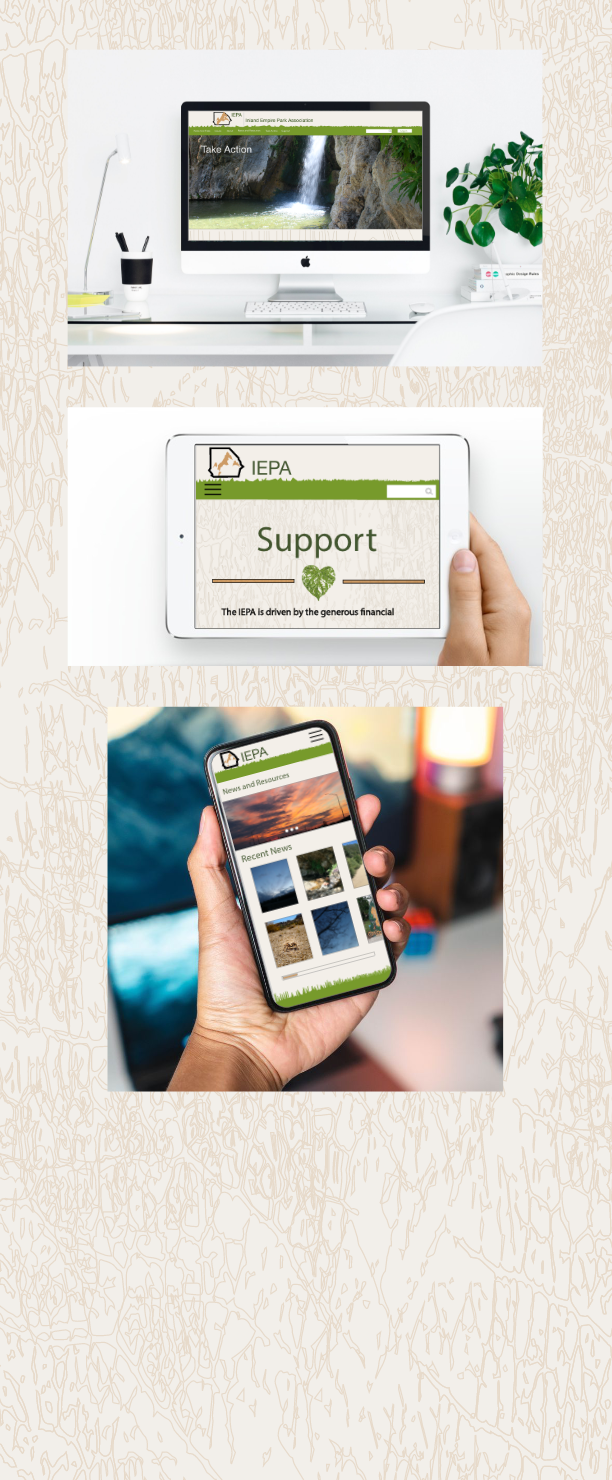 IEPA
Inland Empire Park Association
Take Action
IEPA
Support
The IEPA is driven by the generous financial
IEPA
News and Resources
Recent News